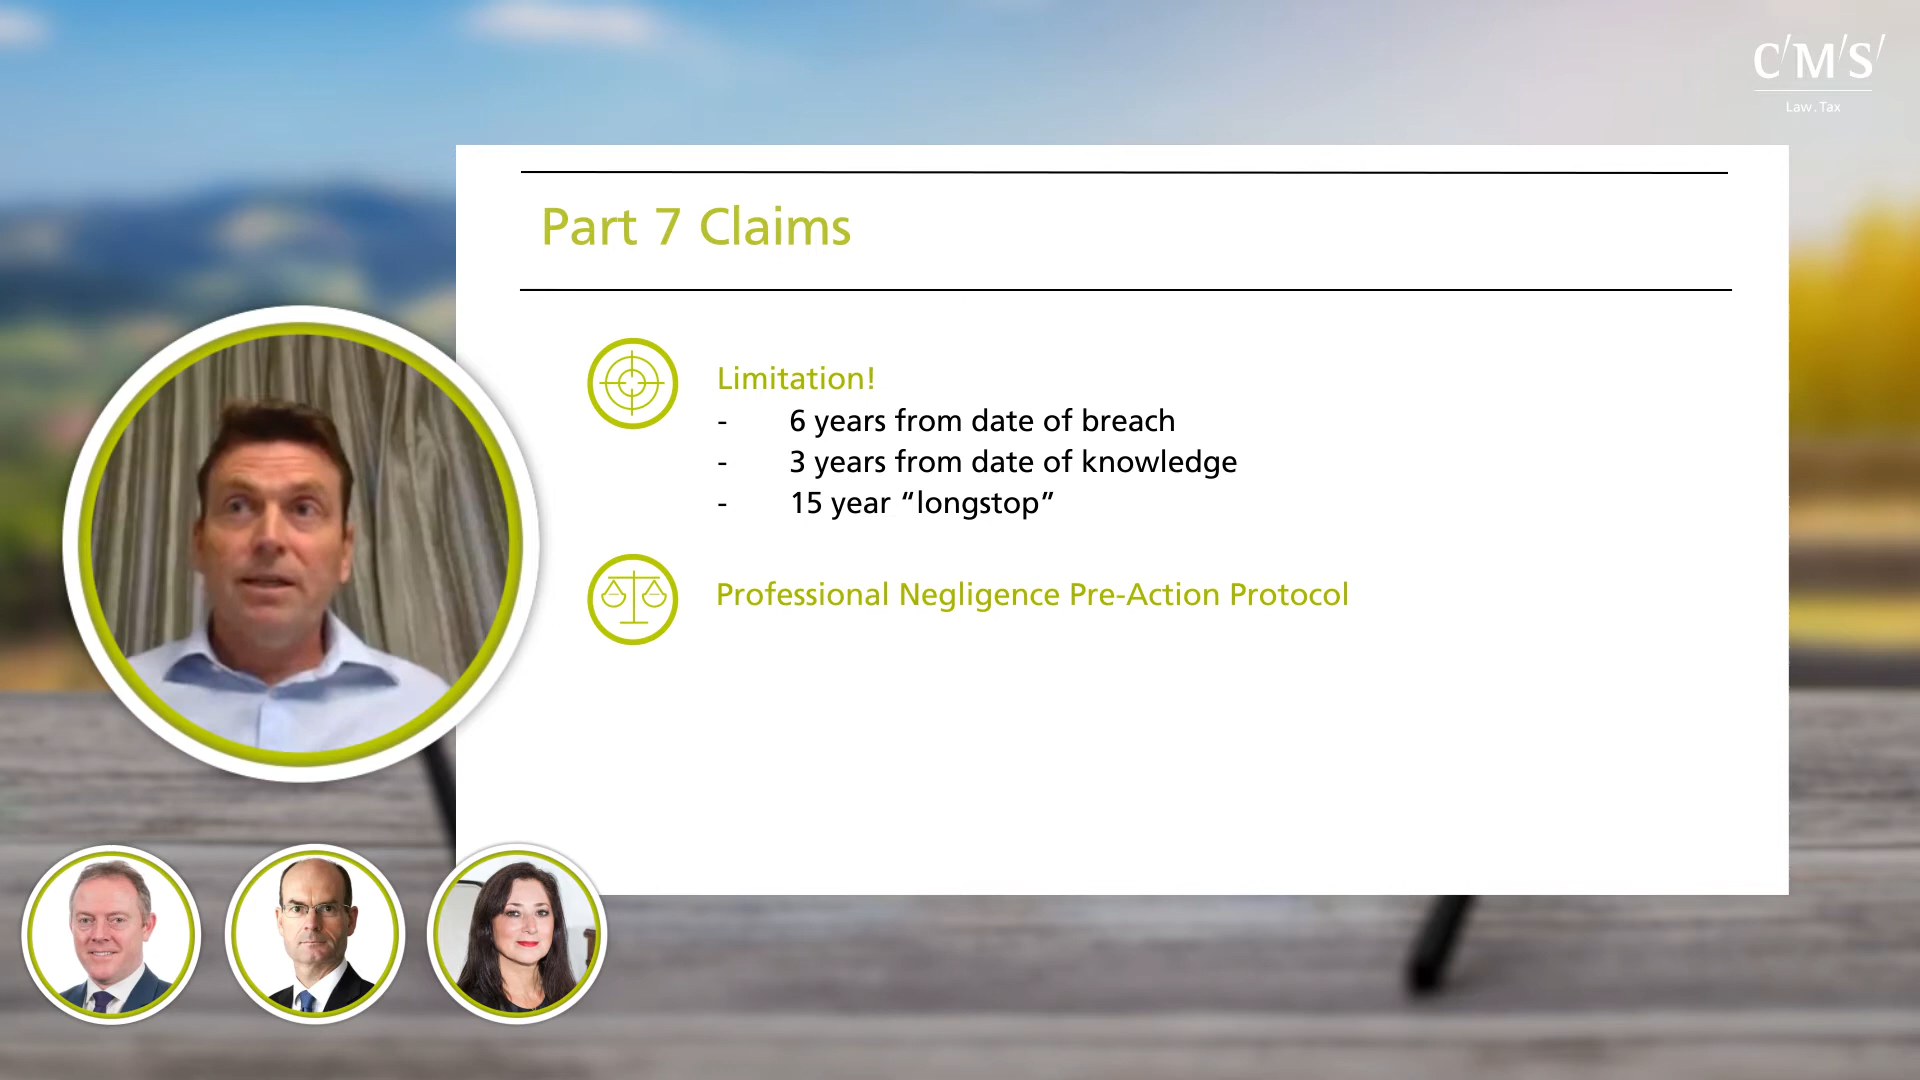 C/M/S/
Law.Tax
Part 7 Claims
Limitation!
- 6 years from date of breach
- 3 years from date of knowledge
- 15 year “longstop”
Professional Negligence Pre-Action Protocol